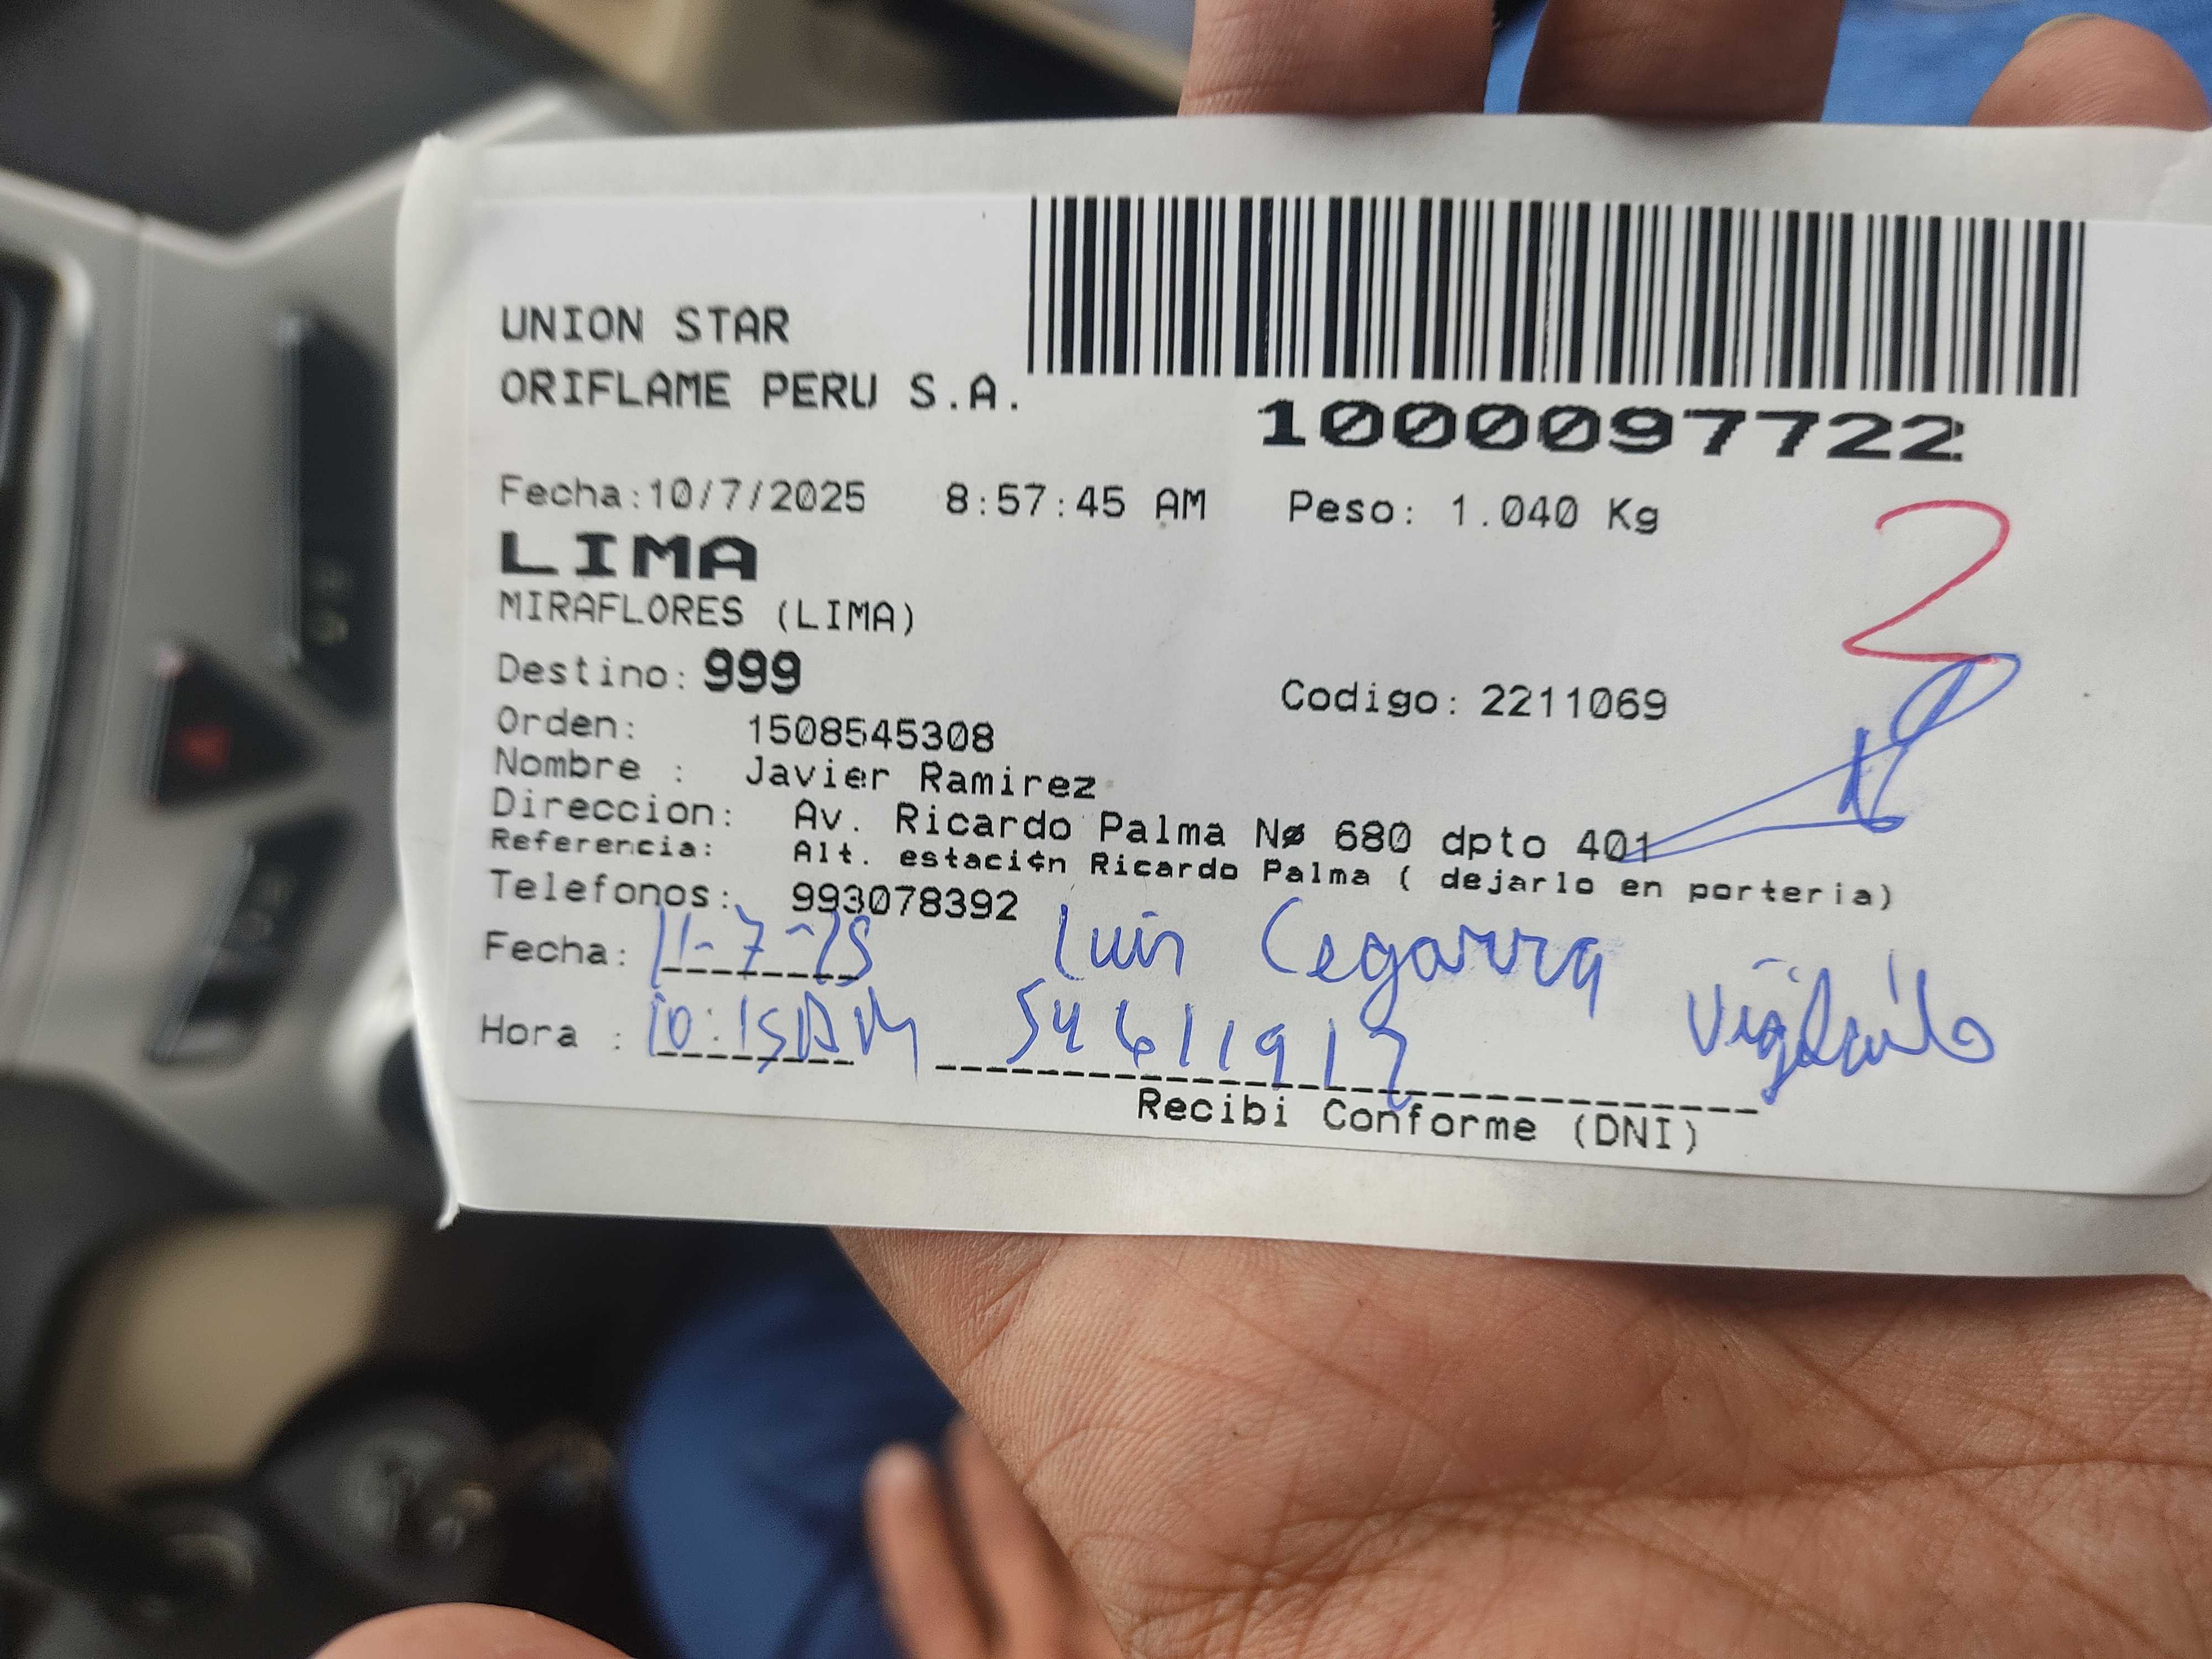 UNION STAR
ORIFLAME PERU S.A.
1000097722
Fecha:10/7/2025 8:57:45 AM Peso: 1.040 Kg
LIMA
2
MIRAFLORES (LIMA)
Destino: 999
Codigo: 2211069
Orden: 1508545308
Nombre : Javier Ramirez
Direccion: Av. Ricardo Palma Nø 680 dpto 401
Referencia: Alt. estaci¢n Ricardo Palma ( dejarlo en porteria)
Telefonos: 993078392
Fecha: 11-7-25 Luis Cegarra
Hora : 10:15AM
Recibi Conforme (DNI)